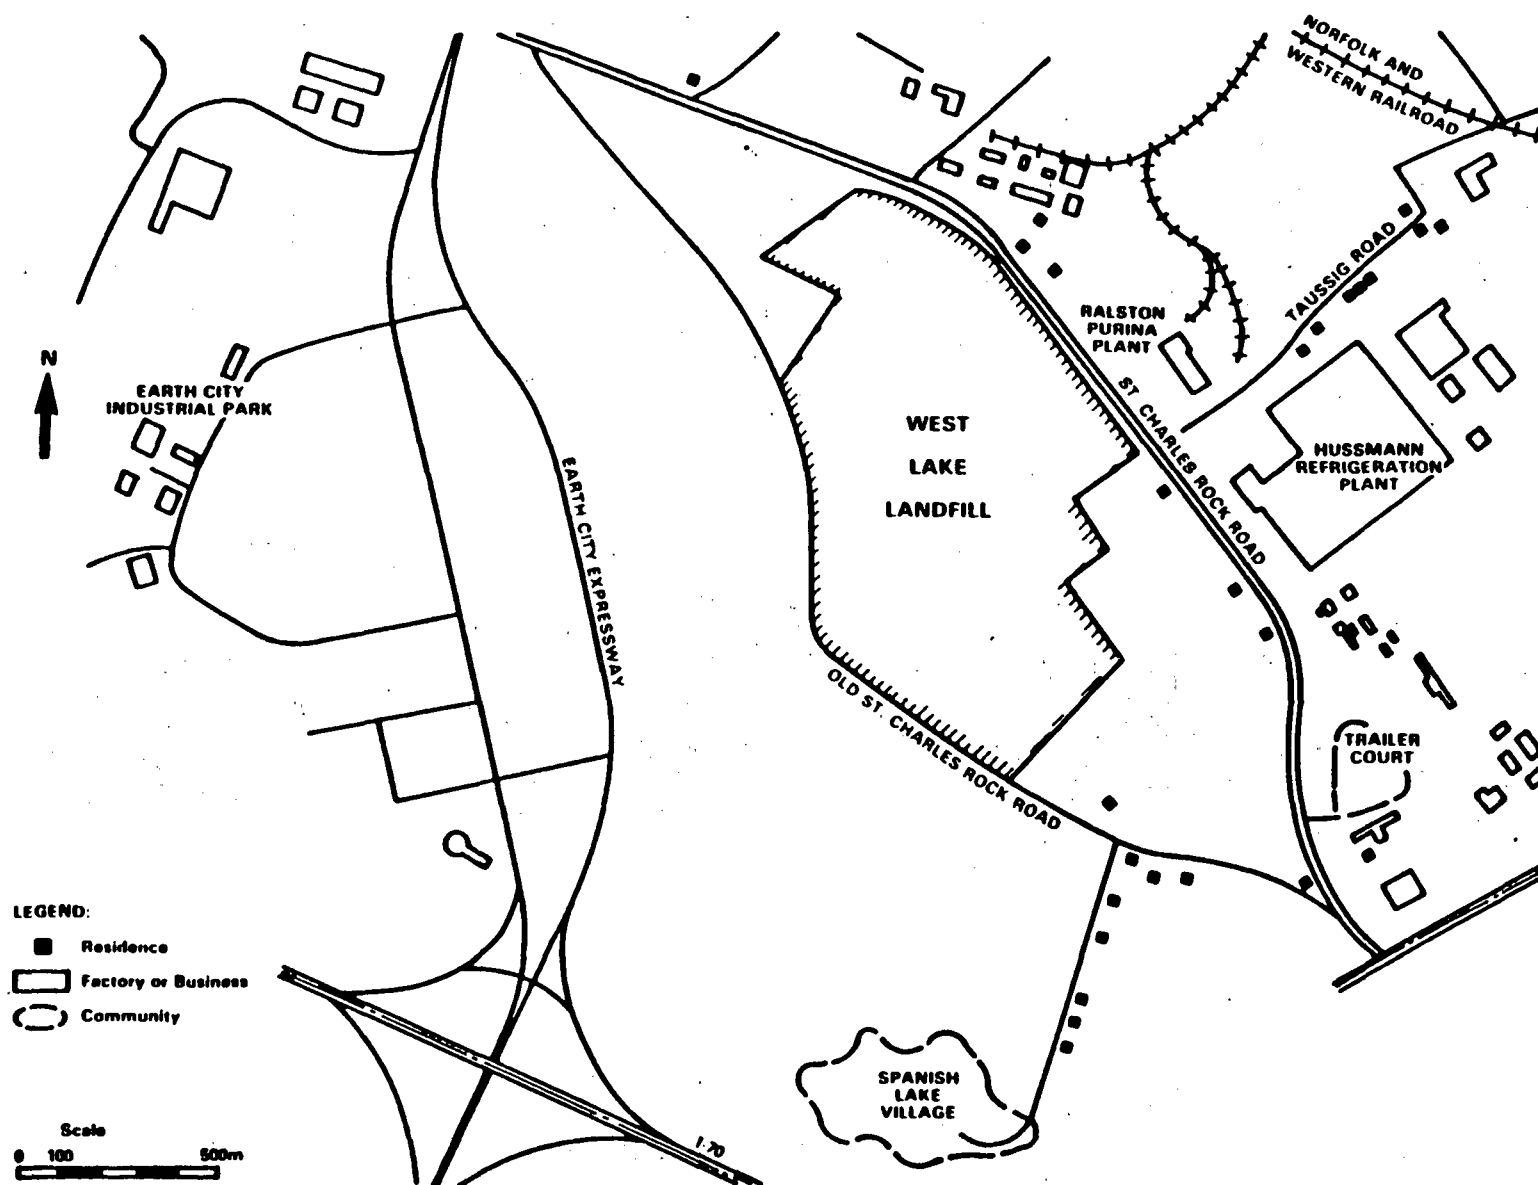 NORFOLK AND
WESTERN RAILROAD
TAUSSIG ROAD
RALSTON
PURINA
PLANT
N
EARTH CITY
INDUSTRIAL PARK
ST. CHARLES ROCK ROAD
WEST
LAKE
LANDFILL
HUSSMANN
REFRIGERATION
PLANT
EARTH CITY EXPRESSWAY
OLD ST. CHARLES ROCK ROAD
TRAILER
COURT
LEGEND:
Residence
Factory or Business
Community
SPANISH
LAKE
VILLAGE
I-70
Scale
0 100 500m